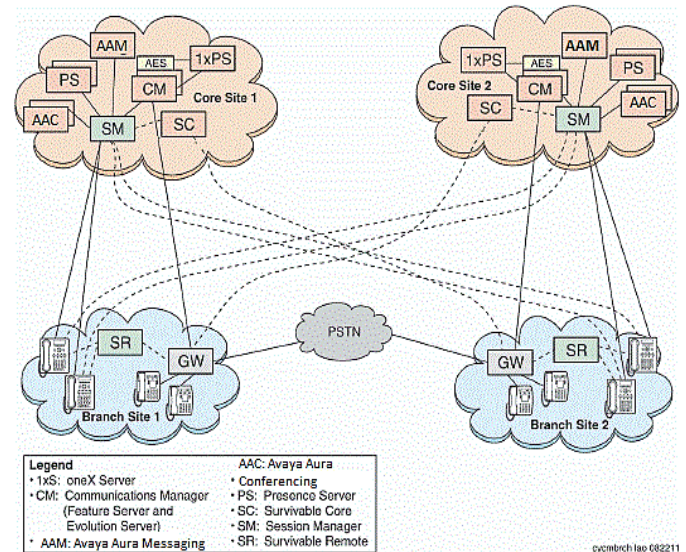 AAM
AES
1xPS
PS
CM
Core Site 1
AAC
SM
SC
AAM
1xPS
AES
PS
Core Site 2
CM
SC
SM
AAC
SR
GW
Branch Site 1
PSTN
GW
SR
Branch Site 2
Legend
• 1xS: oneX Server
• CM: Communications Manager
(Feature Server and
Evolution Server)
• AAM: Avaya Aura Messaging
AAC: Avaya Aura
• Conferencing
• PS: Presence Server
• SC: Survivable Core
• SM: Session Manager
• SR: Survivable Remote
cycmbrch lao 082211